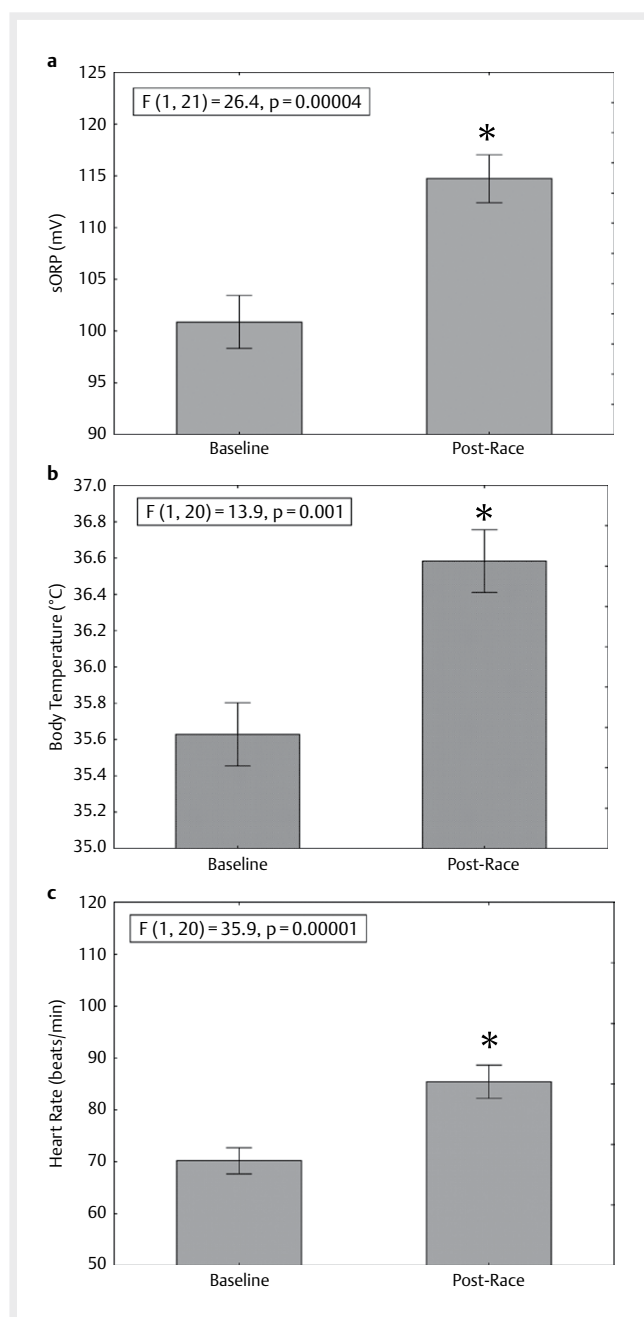 a
125
F (1, 21) = 26.4, p = 0.00004
120
*
115
110
105
100
95
90
sORP (mV)
Baseline Post-Race
b
37.0
F (1, 20) = 13.9, p = 0.001
36.8
*
36.6
36.4
36.2
36.0
35.8
35.6
35.4
35.2
35.0
Body Temperature (°C)
Baseline Post-Race
c
120
F (1, 20) = 35.9, p = 0.00001
110
100
90
*
80
70
60
50
Heart Rate (beats/min)
Baseline Post-Race